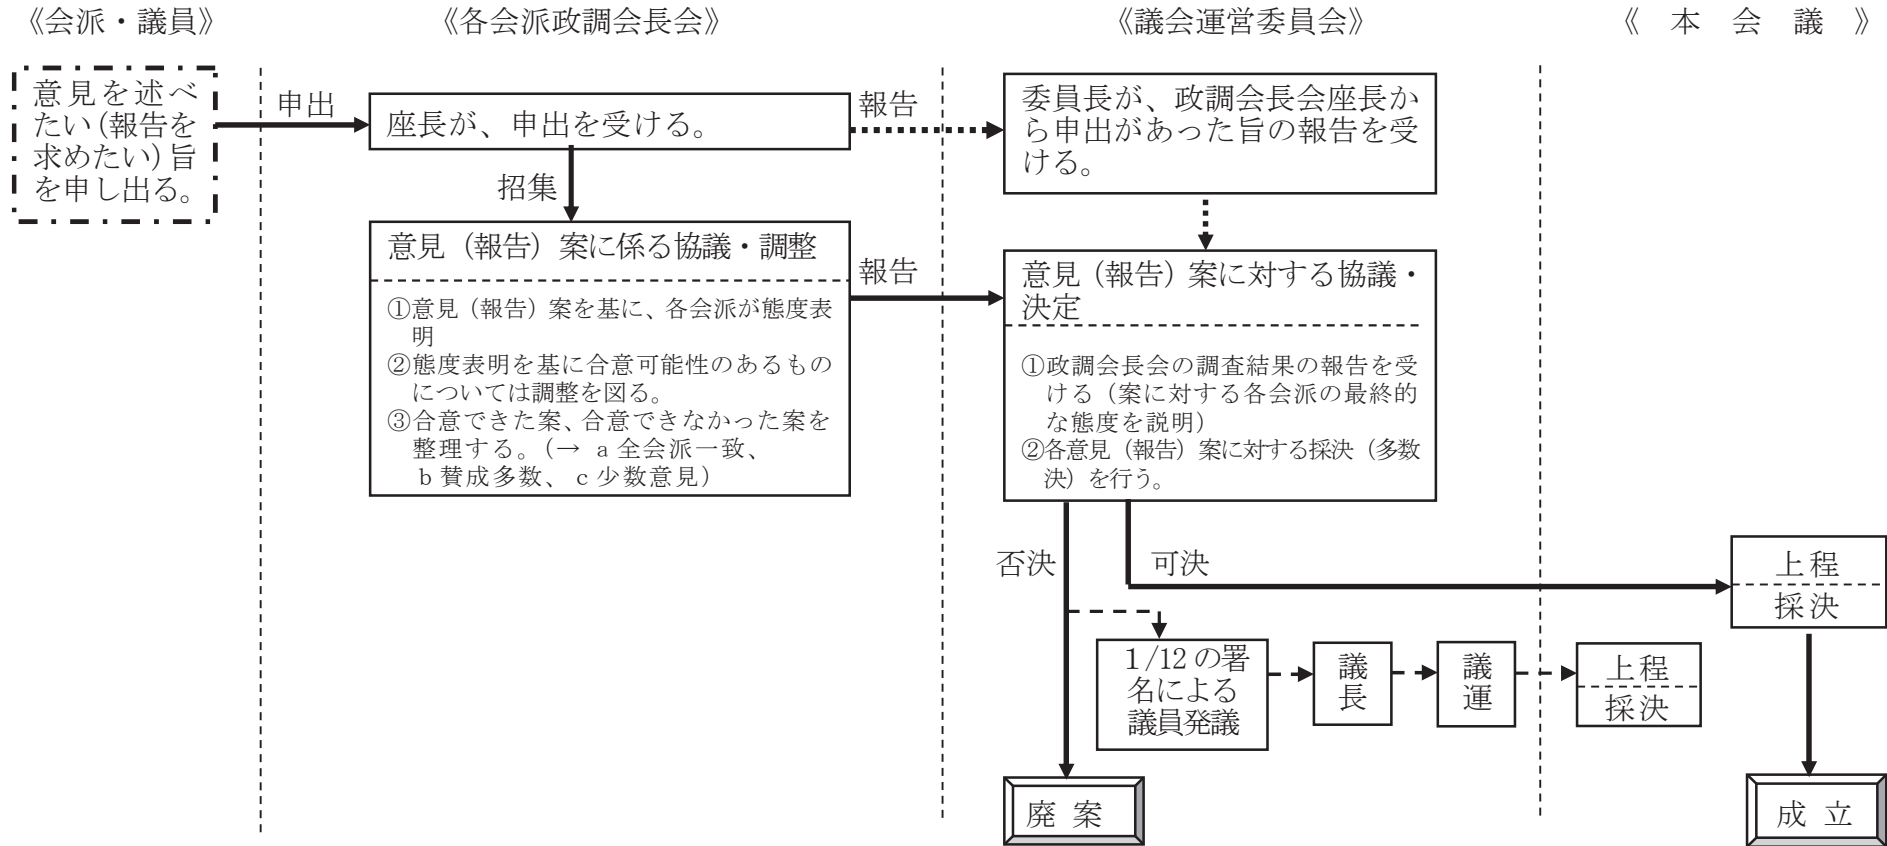 《会派・議員》
《各会派政調会長会》
《議会運営委員会》
《 本 会 議 》
意見を述べ
たい(報告を
求めたい)旨
を申し出る。
申出
座長が、申出を受ける。
報告
委員長が、政調会長会座長か
ら申出があった旨の報告を受
ける。
招集
意見（報告）案に係る協議・調整
①意見（報告）案を基に、各会派が態度表
明
②態度表明を基に合意可能性のあるもの
については調整を図る。
③合意できた案、合意できなかった案を
整理する。（→ a 全会派一致、
b 賛成多数、 c 少数意見）
報告
意見（報告）案に対する協議・
決定
①政調会長会の調査結果の報告を受
ける（案に対する各会派の最終的
な態度を説明）
②各意見（報告）案に対する採決（多数
決）を行う。
否決
可決
上程
採決
１/12 の署
名による
議員発議
議
長
議
運
上程
採決
廃 案
成 立